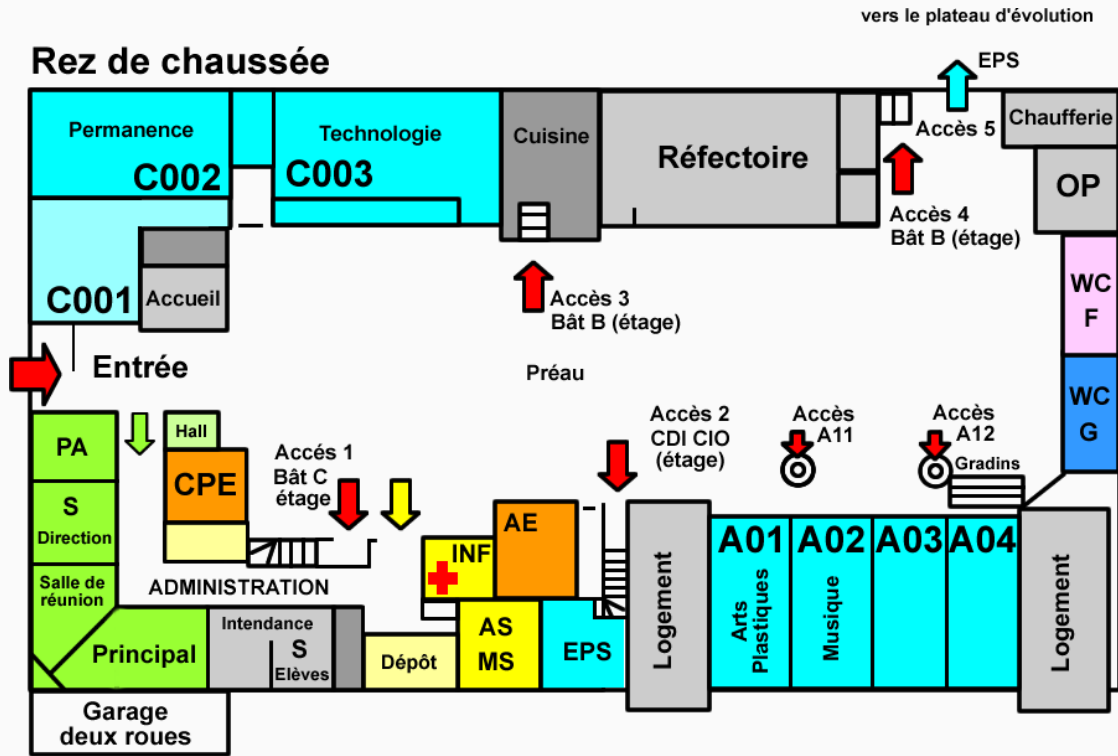 vers le plateau d'évolution
Rez de chaussée
EPS
Permanence
C002
Technologie
C003
Cuisine
Réfectoire
Accès 5
Chaufferie
OP
Accès 4
Bât B (étage)
C001
Accueil
Accès 3
Bât B (étage)
WC
F
Entrée
Préau
WC
G
PA
Hall
CPE
Accés 1
Bât C
étage
Accès 2
CDI CIO
(étage)
Accès
A11
Accès
A12
Gradins
S
Direction
AE
INF
A01
A02
A03
A04
Arts
Plastiques
Musique
Logement
Logement
Salle de
réunion
ADMINISTRATION
Principal
Intendance
S
Elèves
Dépôt
AS
MS
EPS
Garage
deux roues